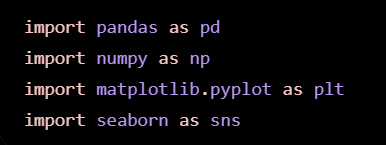 import pandas as pd
import numpy as np
import matplotlib.pyplot as plt
import seaborn as sns